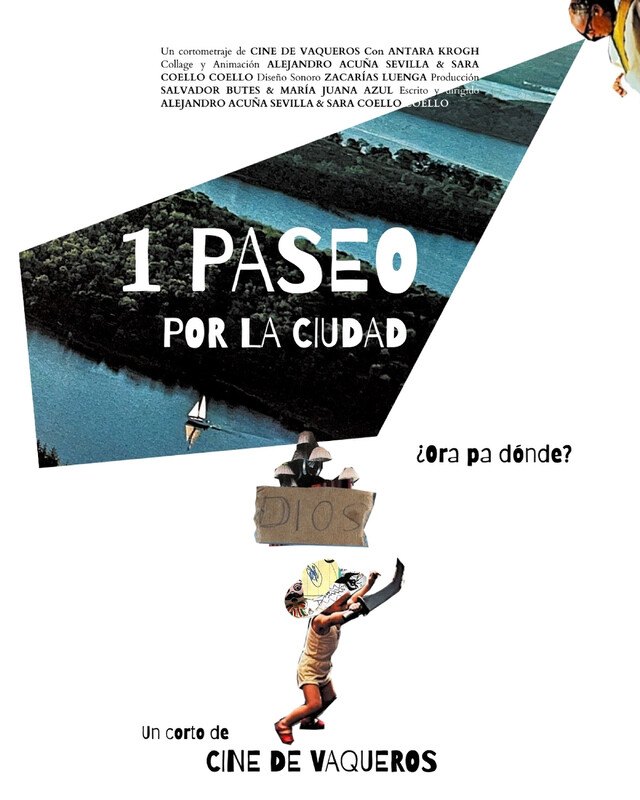 Un cortometraje de CINE DE VAQUEROS Con ANTARA KROGH
Collage y Animación ALEJANDRO ACUÑA SEVILLA & SARA
COELLO COELLO Diseño Sonoro ZACARÍAS LUENGA Producción
SALVADOR BUTES & MARÍA JUANA AZUL Escrito y dirigido
ALEJANDRO ACUÑA SEVILLA & SARA COELLO COELLO
1 PASEO
POR LA CIUDAD
¿Ora pa dónde?
DIOS
Un corto de
CINE DE VAQUEROS